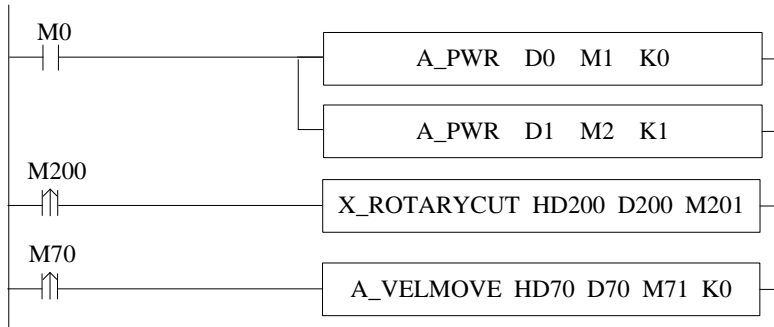 M0
A_PWR D0 M1 K0
A_PWR D1 M2 K1
M200
X_ROTARYCUT HD200 D200 M201
M70
A_VELMOVE HD70 D70 M71 K0